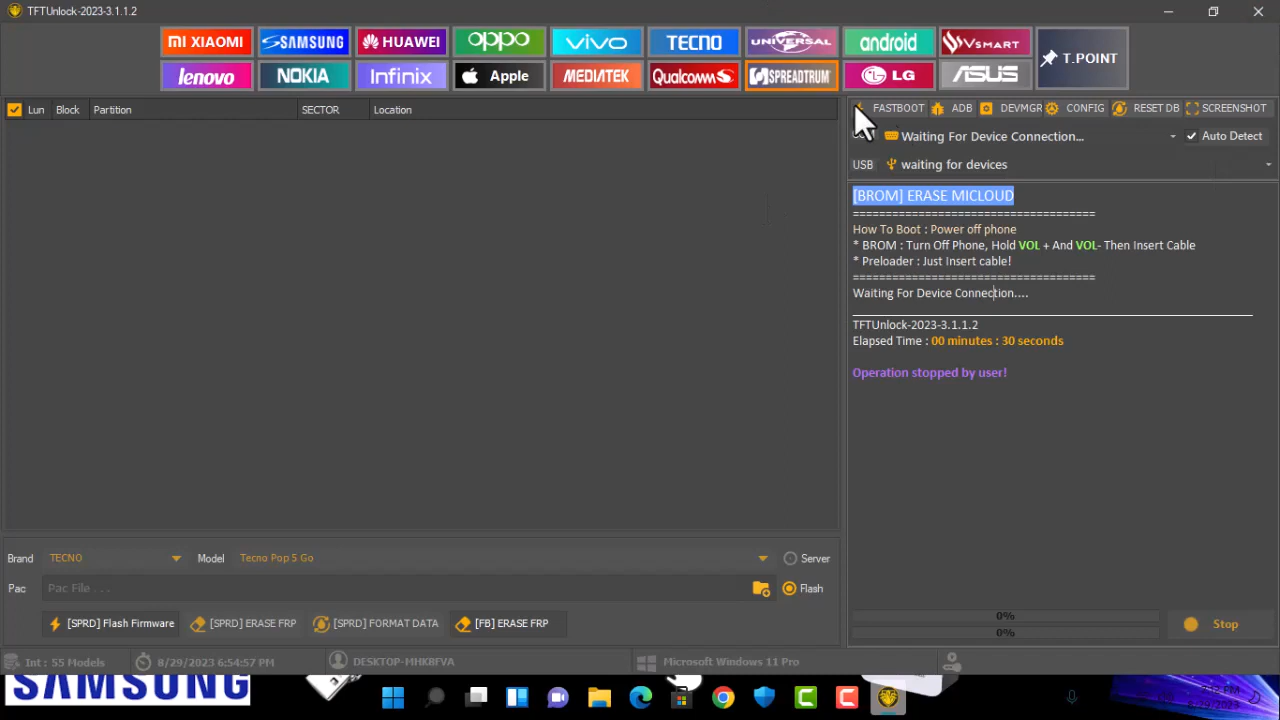 TFTUnlock-2023-3.1.1.2
MI XIAOMI SAMSUNG HUAWEI oppo vivo TECNO UNIVERSAL android VSMART T.POINT
lenovo NOKIA Infinix Apple MEDIATEK Qualcomm SPREADTRUM LG ASUS
Lun Block Partition SECTOR Location
FASTBOOT ADB DEVMGR CONFIG RESET DB SCREENSHOT
Waiting For Device Connection... Auto Detect
USB waiting for devices
[BROM] ERASE MICLOUD
=====================================
How To Boot : Power off phone
* BROM : Turn Off Phone, Hold VOL + And VOL- Then Insert Cable
* Preloader : Just Insert cable!
=====================================
Waiting For Device Connection....
TFTUnlock-2023-3.1.1.2
Elapsed Time : 00 minutes : 30 seconds
Operation stopped by user!
Brand TECNO Model Tecno Pop 5 Go Server
Pac Pac File . . . Flash
[SPRD] Flash Firmware [SPRD] ERASE FRP [SPRD] FORMAT DATA [FB] ERASE FRP
0%
0%
Stop
Int : 55 Models 8/29/2023 6:54:57 PM DESKTOP-MHK8FVA Microsoft Windows 11 Pro
SAMSUNG
8/29/2023